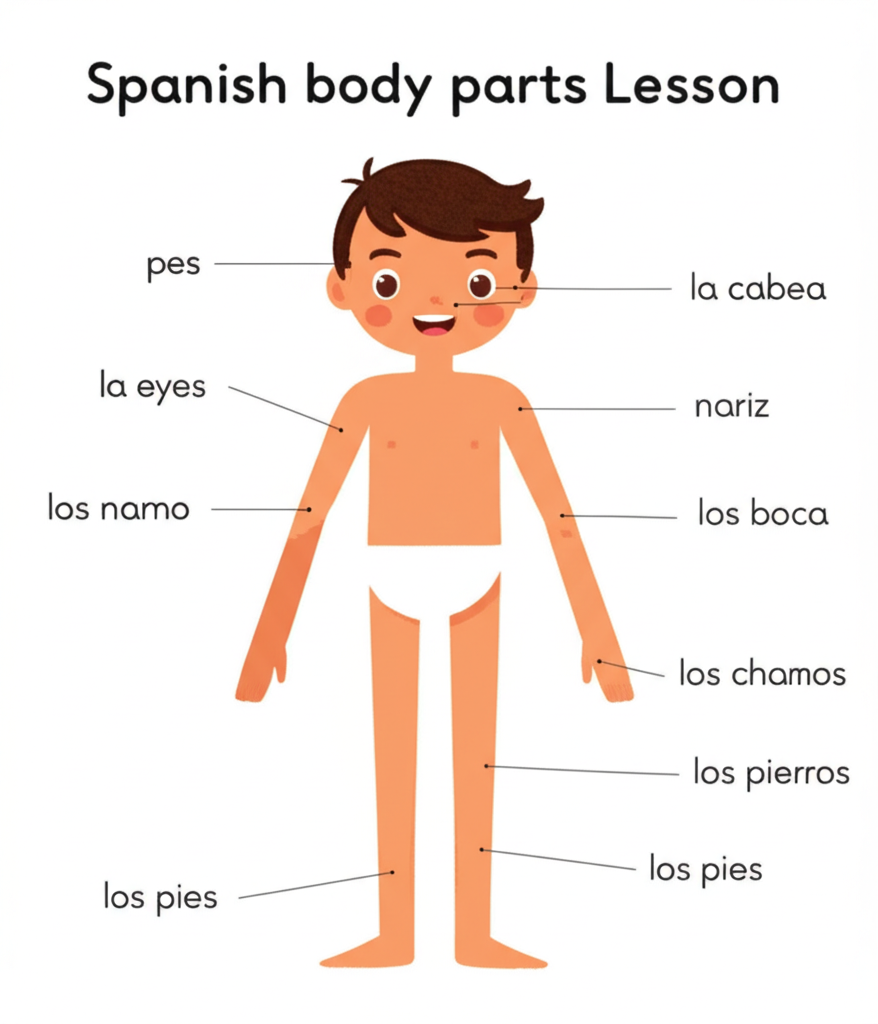 Spanish body parts Lesson
pes
la cabea
la eyes
nariz
los namo
los boca
los chamos
los pierros
los pies
los pies